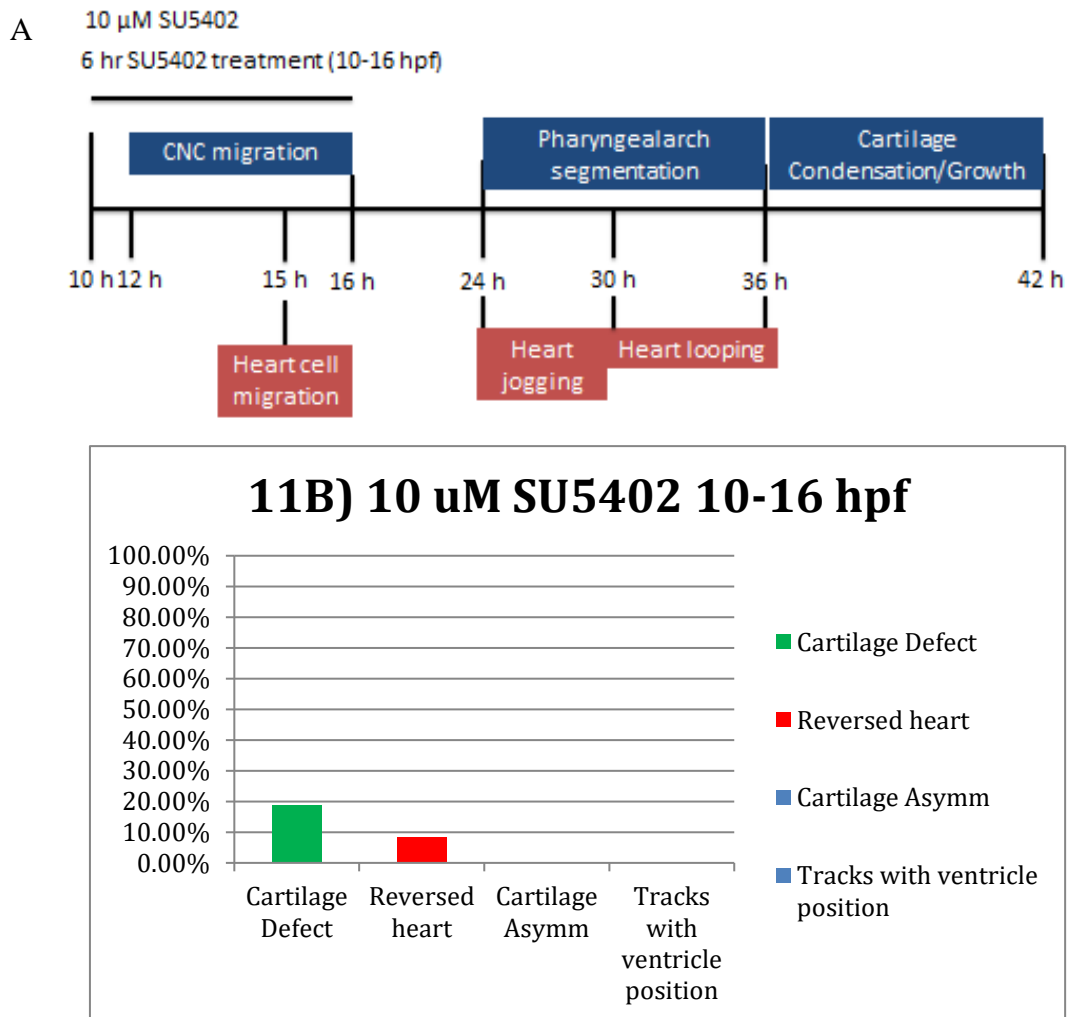 A
10 µM SU5402
6 hr SU5402 treatment (10-16 hpf)
CNC migration
Pharyngealarch
segmentation
Cartilage
Condensation/Growth
10 h 12 h 15 h 16 h 24 h 30 h 36 h 42 h
Heart cell
migration
Heart
jogging
Heart looping
11B) 10 uM SU5402 10-16 hpf
100.00%
90.00%
80.00%
70.00%
60.00%
50.00%
40.00%
30.00%
20.00%
10.00%
0.00%
Cartilage
Defect
Reversed
heart
Cartilage
Asymm
Tracks
with
ventricle
position
Cartilage Defect
Reversed heart
Cartilage Asymm
Tracks with ventricle
position